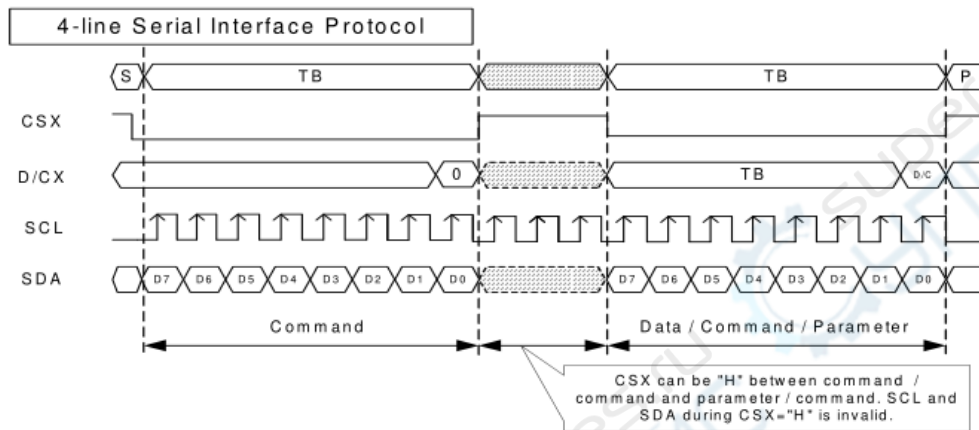 4-line Serial Interface Protocol
S TB TB P
CSX
D/CX 0 TB D/C
SCL
SDA D7 D6 D5 D4 D3 D2 D1 D0 D7 D6 D5 D4 D3 D2 D1 D0
Command Data / Command / Parameter
CSX can be "H" between command /
command and parameter / command. SCL and
SDA during CSX="H" is invalid.